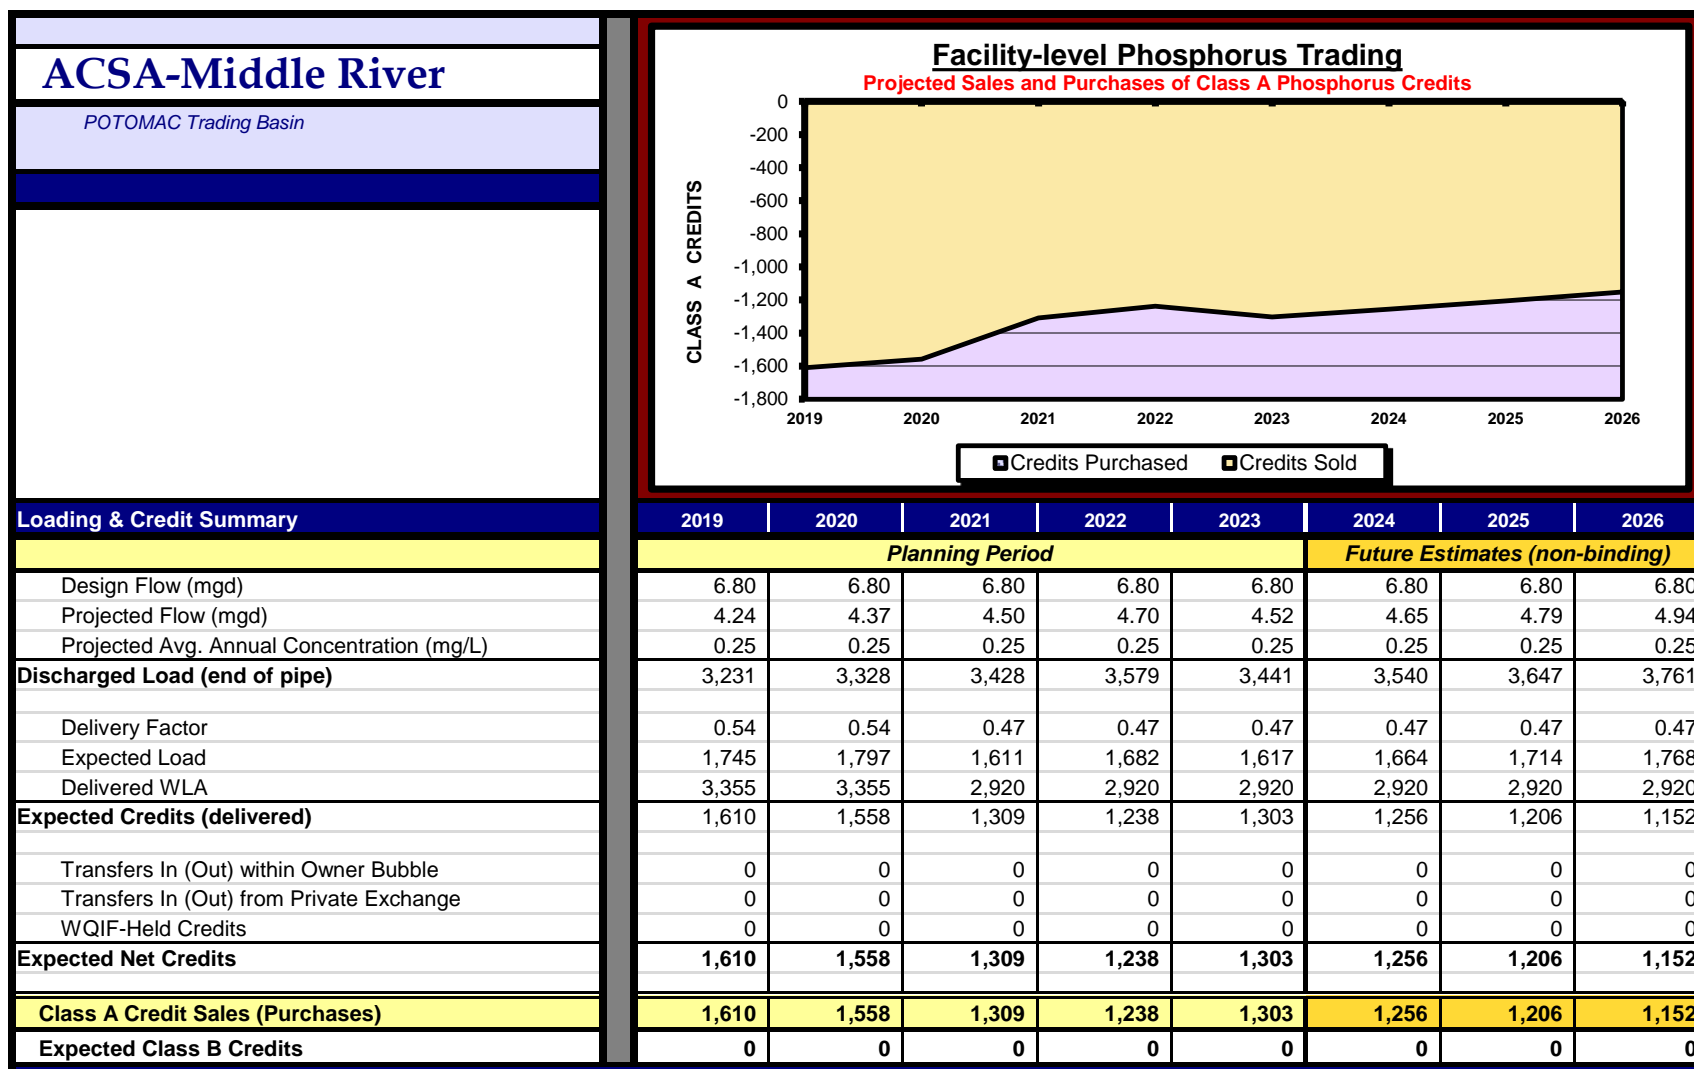 ACSA-Middle River
POTOMAC Trading Basin
Facility-level Phosphorus Trading
Projected Sales and Purchases of Class A Phosphorus Credits
CLASS A CREDITS
0
-200
-400
-600
-800
-1,000
-1,200
-1,400
-1,600
-1,800
2019 2020 2021 2022 2023 2024 2025 2026
Credits Purchased Credits Sold
Loading & Credit Summary 2019 2020 2021 2022 2023 2024 2025 2026
Planning Period Future Estimates (non-binding)
Design Flow (mgd) 6.80 6.80 6.80 6.80 6.80 6.80 6.80 6.80
Projected Flow (mgd) 4.24 4.37 4.50 4.70 4.52 4.65 4.79 4.94
Projected Avg. Annual Concentration (mg/L) 0.25 0.25 0.25 0.25 0.25 0.25 0.25 0.25
Discharged Load (end of pipe) 3,231 3,328 3,428 3,579 3,441 3,540 3,647 3,761
Delivery Factor 0.54 0.54 0.47 0.47 0.47 0.47 0.47 0.47
Expected Load 1,745 1,797 1,611 1,682 1,617 1,664 1,714 1,768
Delivered WLA 3,355 3,355 2,920 2,920 2,920 2,920 2,920 2,920
Expected Credits (delivered) 1,610 1,558 1,309 1,238 1,303 1,256 1,206 1,152
Transfers In (Out) within Owner Bubble 0 0 0 0 0 0 0 0
Transfers In (Out) from Private Exchange 0 0 0 0 0 0 0 0
WQIF-Held Credits 0 0 0 0 0 0 0 0
Expected Net Credits 1,610 1,558 1,309 1,238 1,303 1,256 1,206 1,152
Class A Credit Sales (Purchases) 1,610 1,558 1,309 1,238 1,303 1,256 1,206 1,152
Expected Class B Credits 0 0 0 0 0 0 0 0